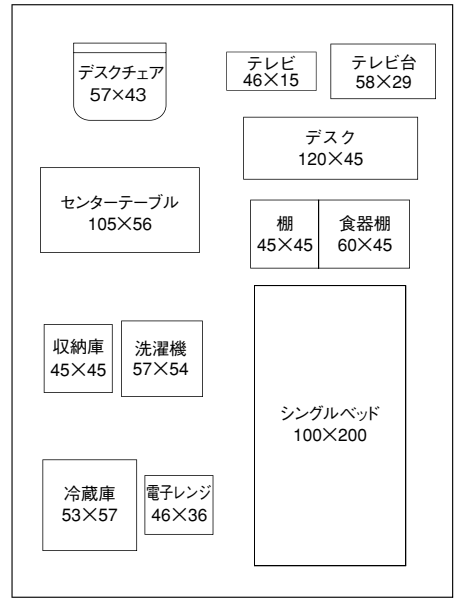 デスクチェア
57×43
テレビ
46×15
テレビ台
58×29
デスク
120×45
センターテーブル
105×56
棚
45×45
食器棚
60×45
収納庫
45×45
洗濯機
57×54
シングルベッド
100×200
冷蔵庫
53×57
電子レンジ
46×36